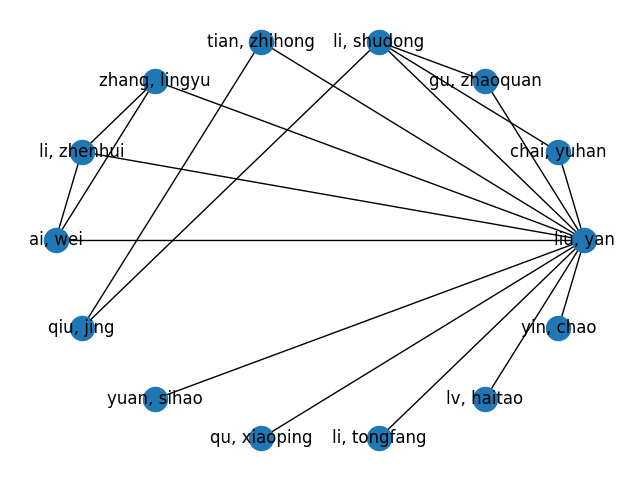 tian, zhihong
li, shudong
zhang, lingyu
gu, zhaoquan
li, zhenhui
chai, yuhan
ai, wei
liu, yan
qiu, jing
yin, chao
yuan, sihao
lv, haitao
qu, xiaoping
li, tongfang